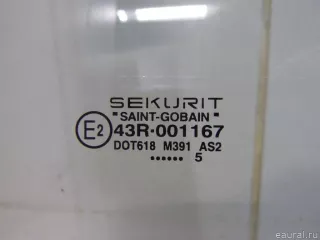 SEKURIT
"SAINT-GOBAIN"
E2 43R-001167
DOT618 M391 AS2
...... 5
eaural.ru